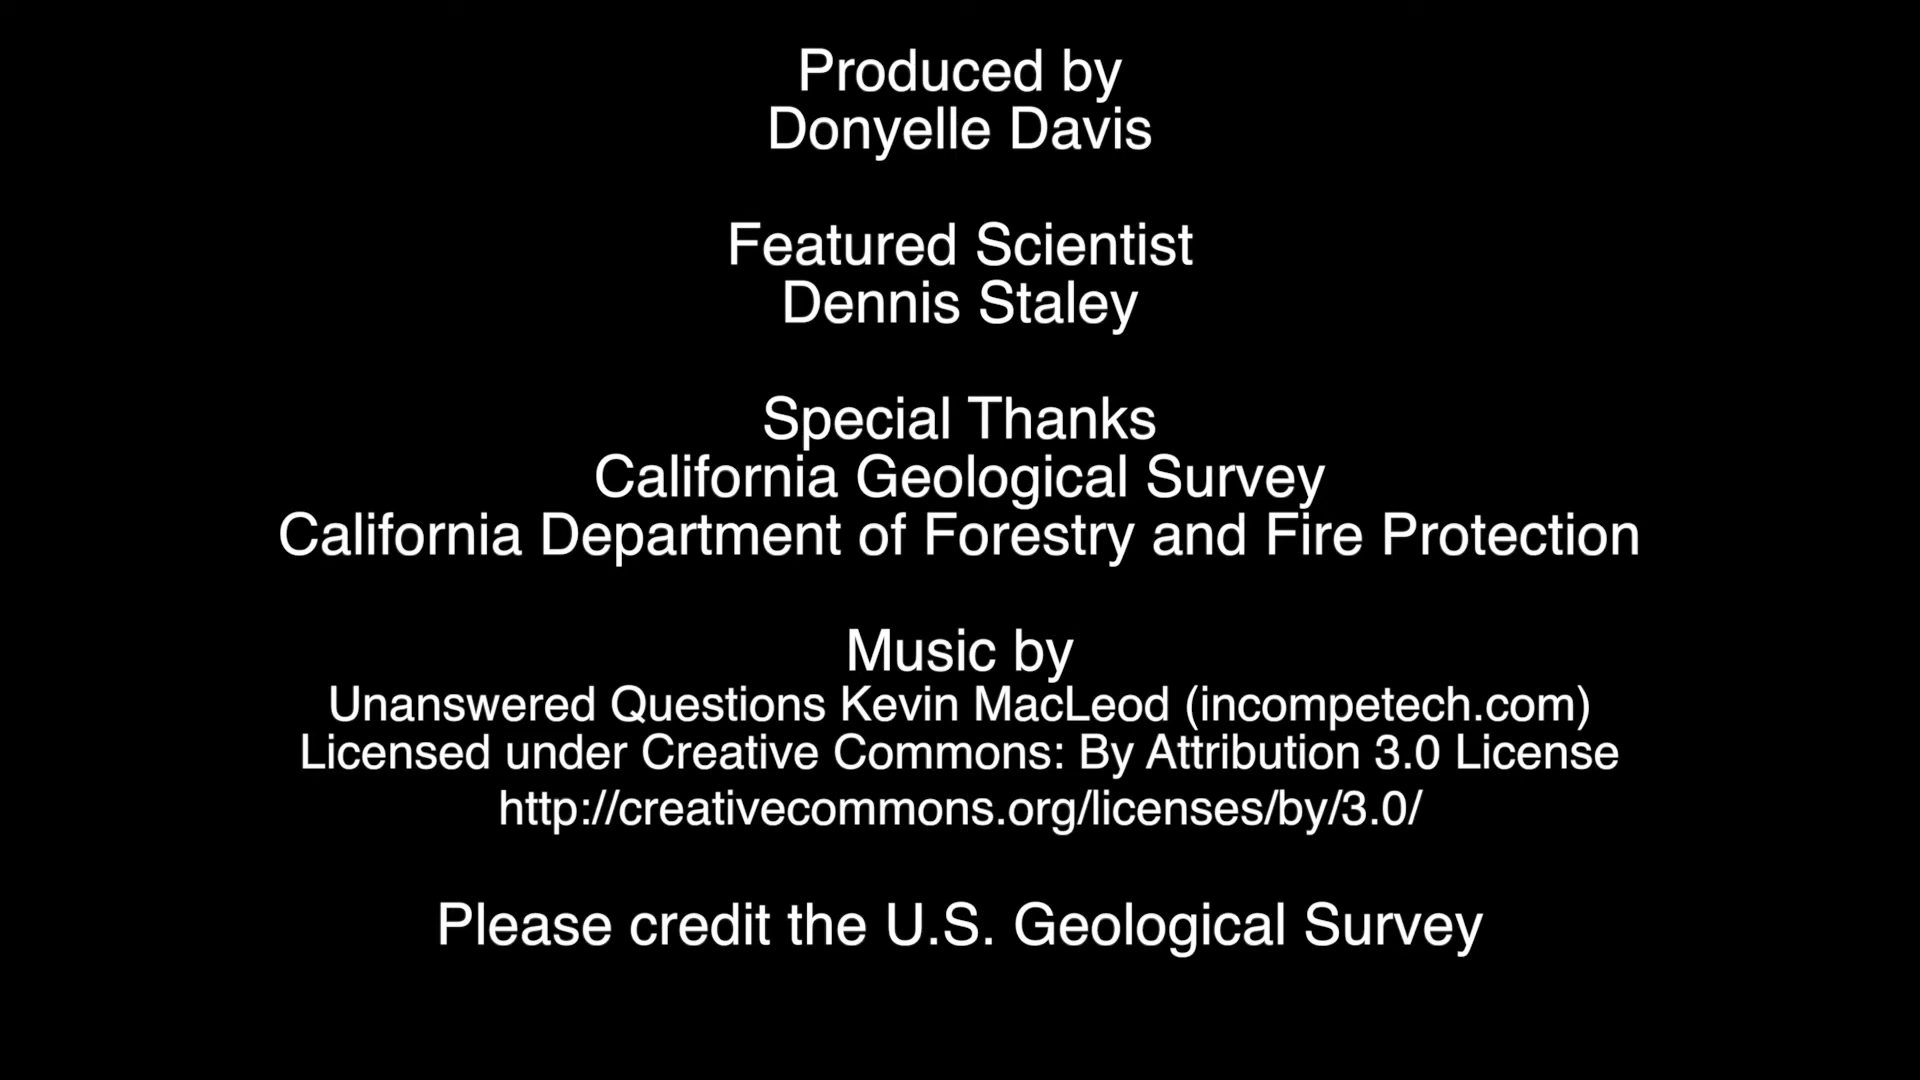 Produced by
Donyelle Davis
Featured Scientist
Dennis Staley
Special Thanks
California Geological Survey
California Department of Forestry and Fire Protection
Music by
Unanswered Questions Kevin MacLeod (incompetech.com)
Licensed under Creative Commons: By Attribution 3.0 License
http://creativecommons.org/licenses/by/3.0/
Please credit the U.S. Geological Survey